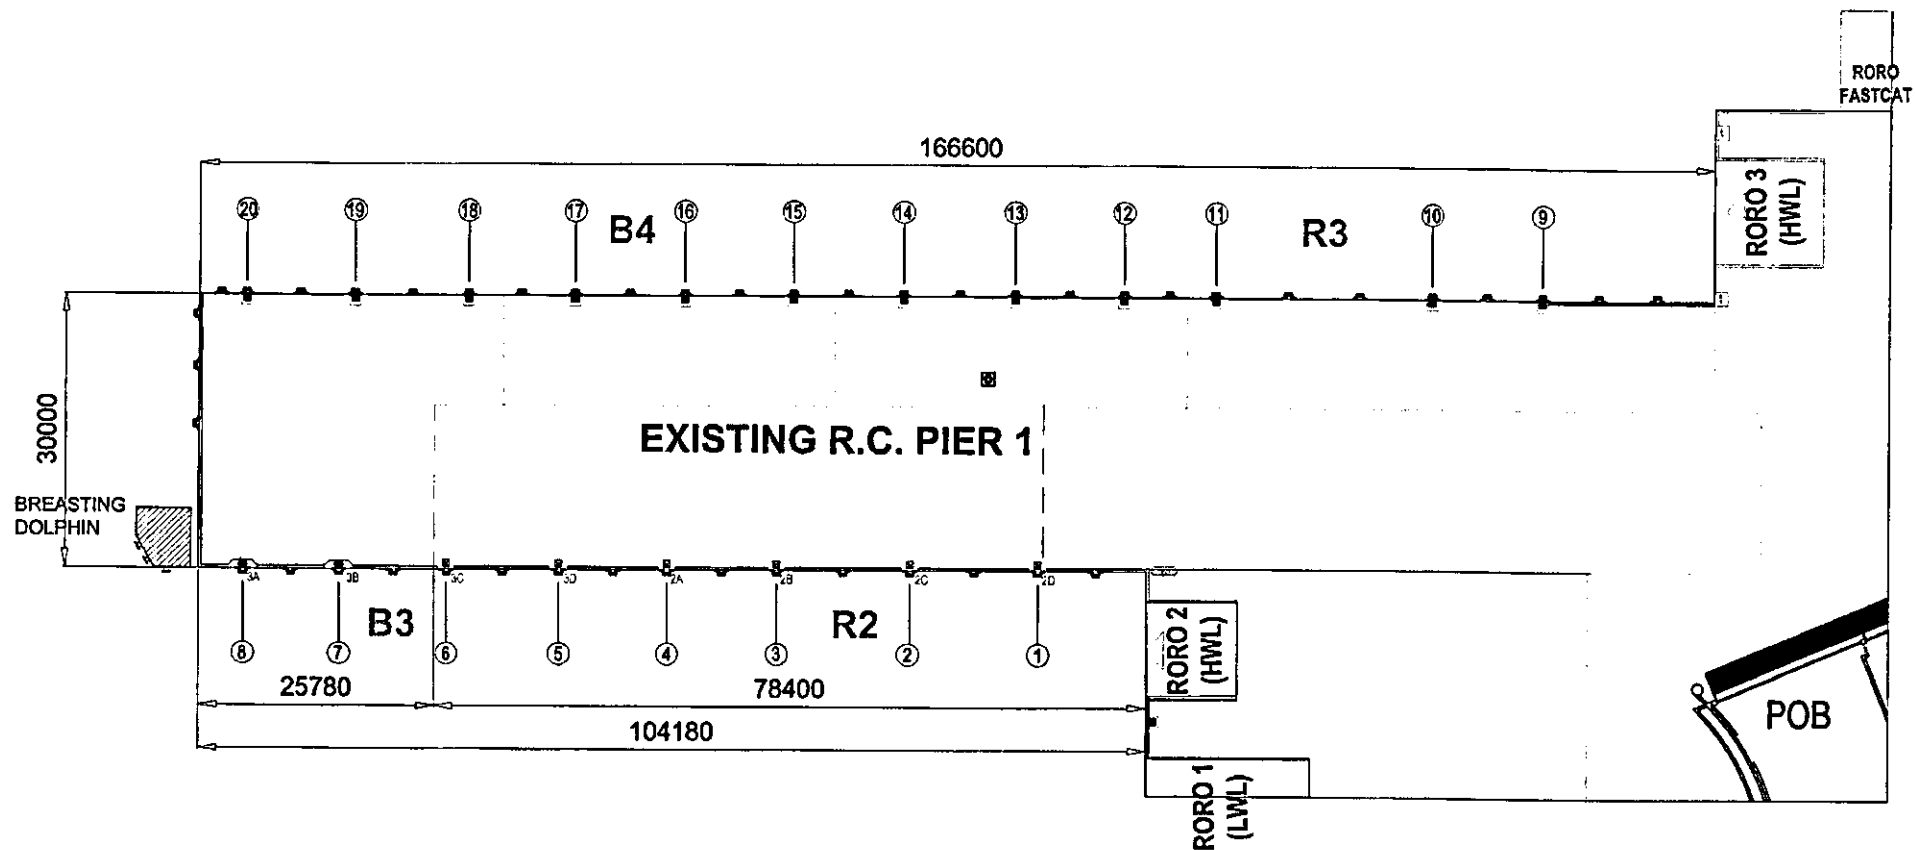 RORO
FASTCAT
166600
20 19 18 17 16 15 14 13 12 11 10 9
B4
R3
RORO 3
(HWL)
30000
EXISTING R.C. PIER 1
BREASTING
DOLPHIN
3A 3B 3C 3D 2A 2B 2C 2D
B3
R2
8 7 6 5 4 3 2 1
RORO 2
(HWL)
25780
78400
104180
RORO 1
(LWL)
POB